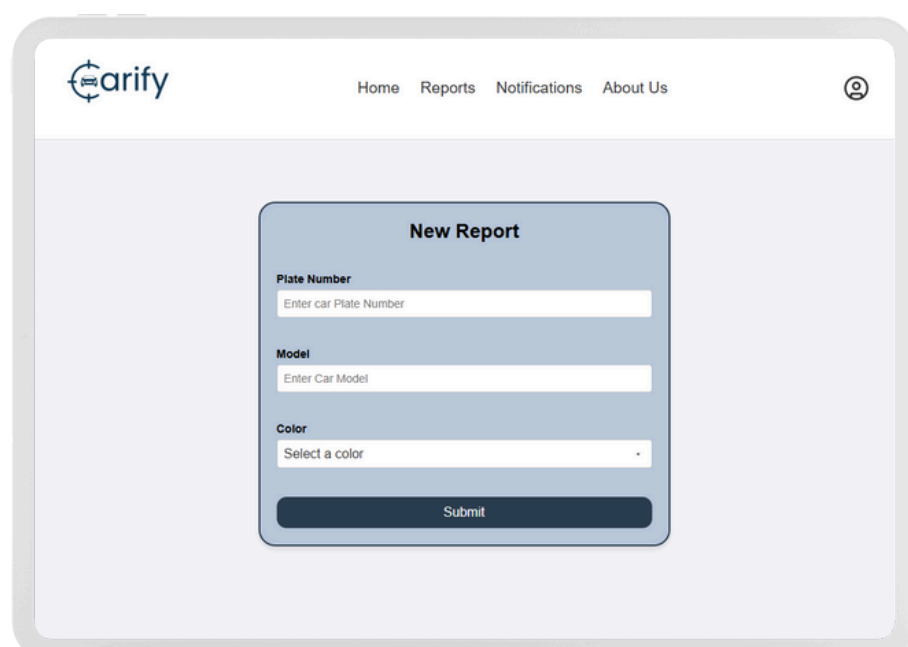 Carify
Home Reports Notifications About Us
New Report
Plate Number
Enter car Plate Number
Model
Enter Car Model
Color
Select a color
Submit